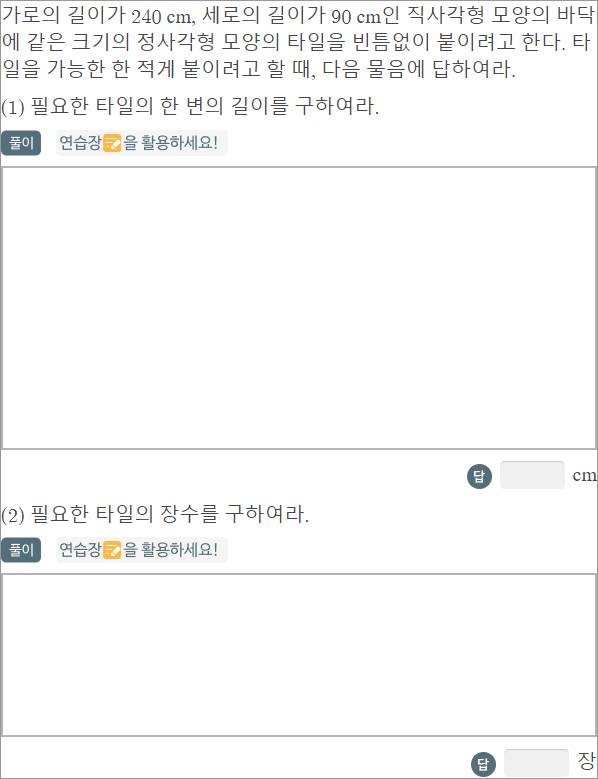 가로의 길이가 240 cm, 세로의 길이가 90 cm인 직사각형 모양의 바닥
에 같은 크기의 정사각형 모양의 타일을 빈틈없이 붙이려고 한다. 타
일을 가능한 한 적게 붙이려고 할 때, 다음 물음에 답하여라.
(1) 필요한 타일의 한 변의 길이를 구하여라.
풀이 연습장을 활용하세요!
답 cm
(2) 필요한 타일의 장수를 구하여라.
풀이 연습장을 활용하세요!
답 장